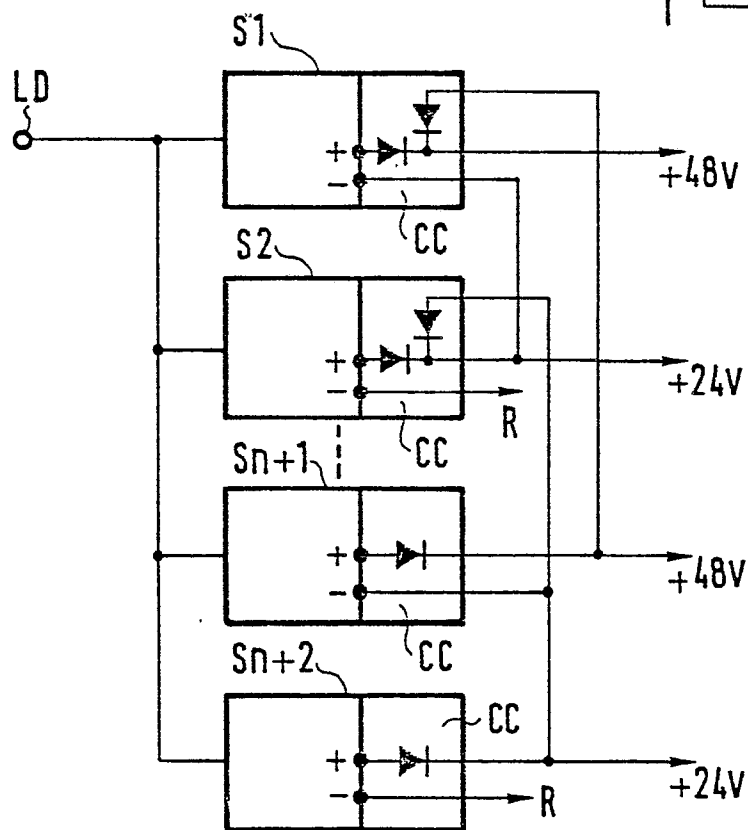 S1
LD
+
−
CC
+48V
S2
+
−
CC
R
+24V
Sn+1
+
−
CC
+48V
Sn+2
CC
+
−
R
+24V